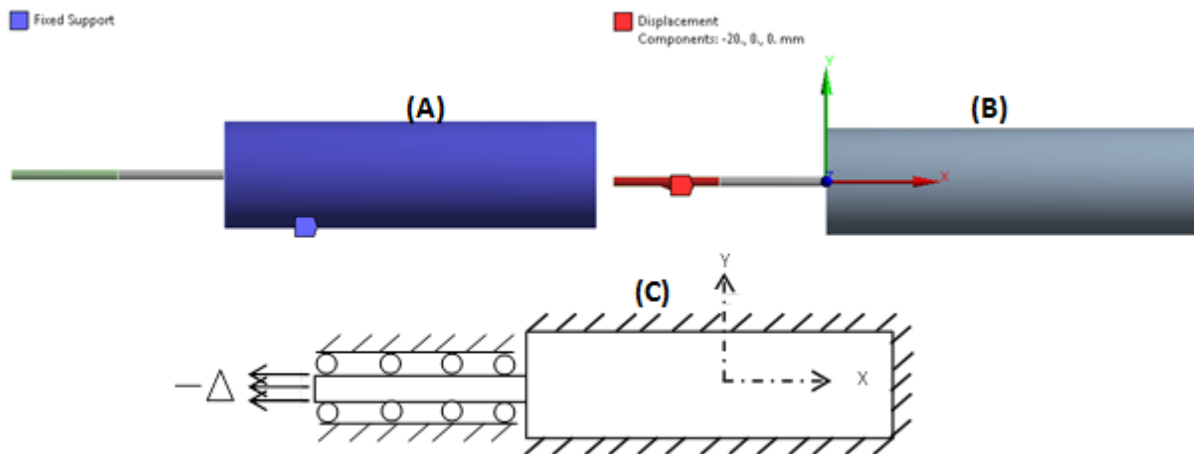 Fixed Support
Displacement
Components: -20., 0., 0. mm
(A)
Y
(B)
X
Z
(C)
Y
X
−Δ